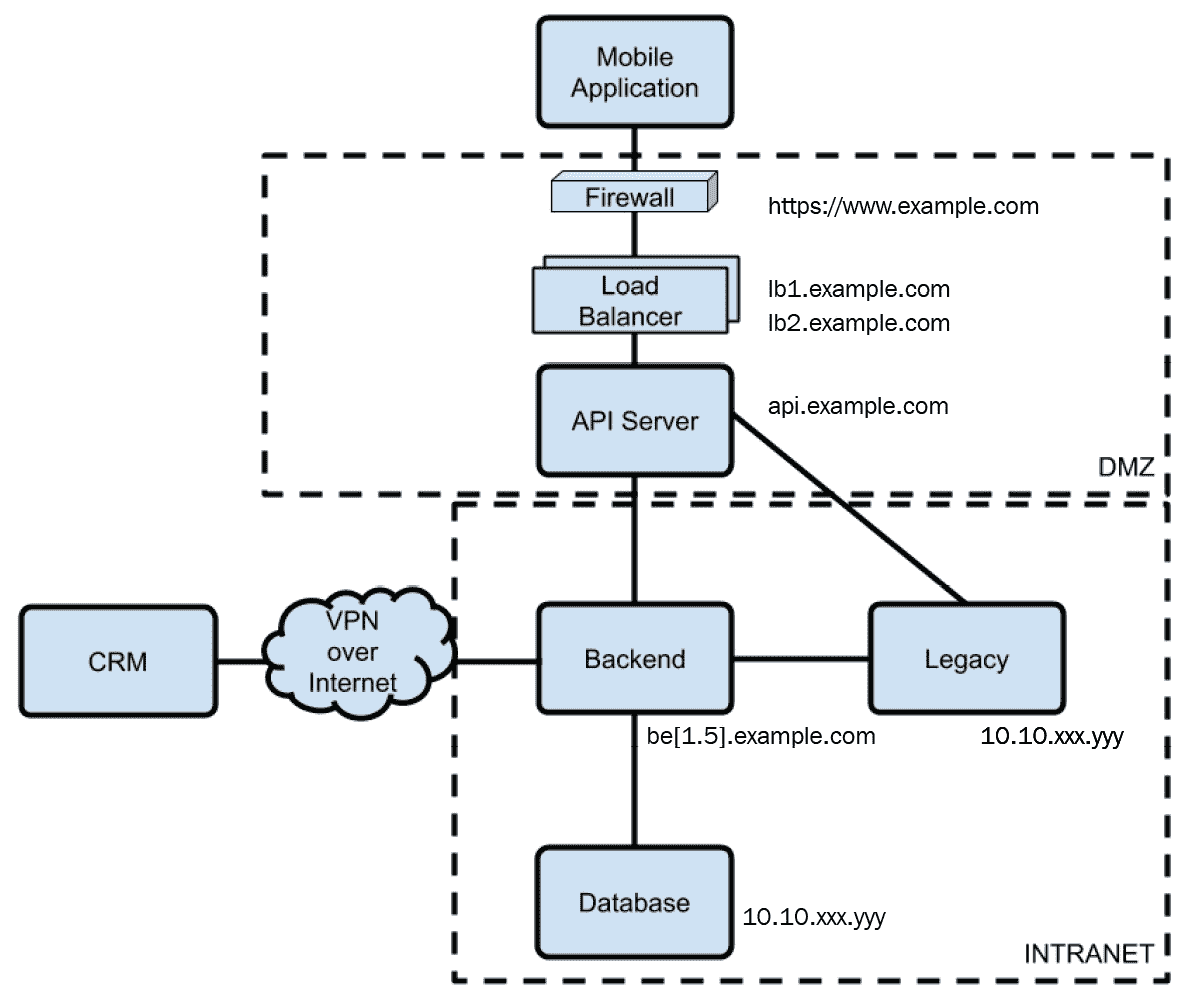 Mobile
Application
Firewall
https://www.example.com
Load
Balancer
lb1.example.com
lb2.example.com
API Server
api.example.com
DMZ
CRM
VPN
over
Internet
Backend
Legacy
be[1.5].example.com
10.10.xxx.yyy
Database
10.10.xxx.yyy
INTRANET